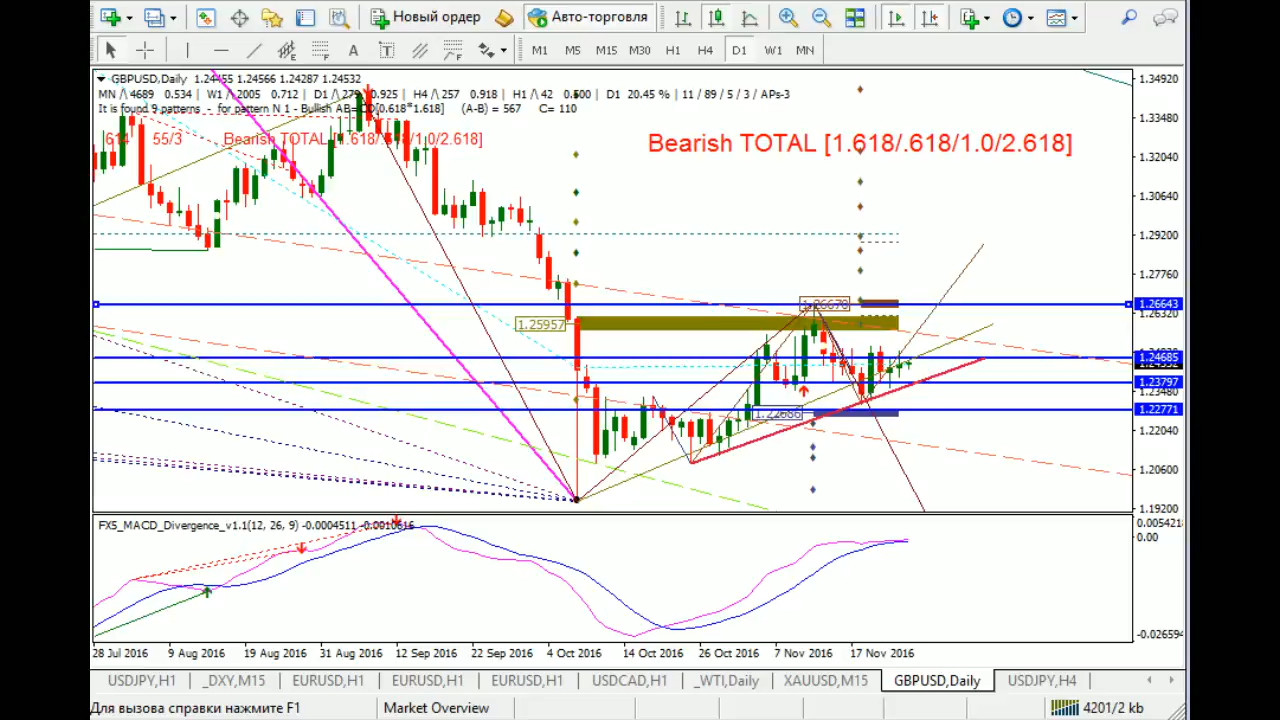 Новый ордер Авто-торговля
M1 M5 M15 M30 H1 H4 D1 W1 MN
GBPUSD,Daily 1.24455 1.24566 1.24287 1.24532
It is found 9 patterns - for pattern N 1 - Bullish AB=CD[0.618*1.618] (A-B) = 567 C= 110
55/3
Bearish TOTAL [1.618/.618/1.0/2.618]
1.34920
1.33480
1.32040
1.30640
1.29200
1.27760
1.26643
1.26320
1.25957
1.24685
1.23797
1.23480
1.22771
1.22686
1.22040
1.20600
1.19200
FX5_MACD_Divergence_v1.1(12, 26, 9) -0.0004511 -0.0010616
0.005421
0.00
-0.02659
28 Jul 2016 9 Aug 2016 19 Aug 2016 31 Aug 2016 12 Sep 2016 22 Sep 2016 4 Oct 2016 14 Oct 2016 26 Oct 2016 7 Nov 2016 17 Nov 2016
USDJPY,H1 _DXY,M15 EURUSD,H1 EURUSD,H1 EURUSD,H1 USDCAD,H1 _WTI,Daily XAUUSD,M15 GBPUSD,Daily USDJPY,H4
Для вызова справки нажмите F1 Market Overview 4201/2 kb